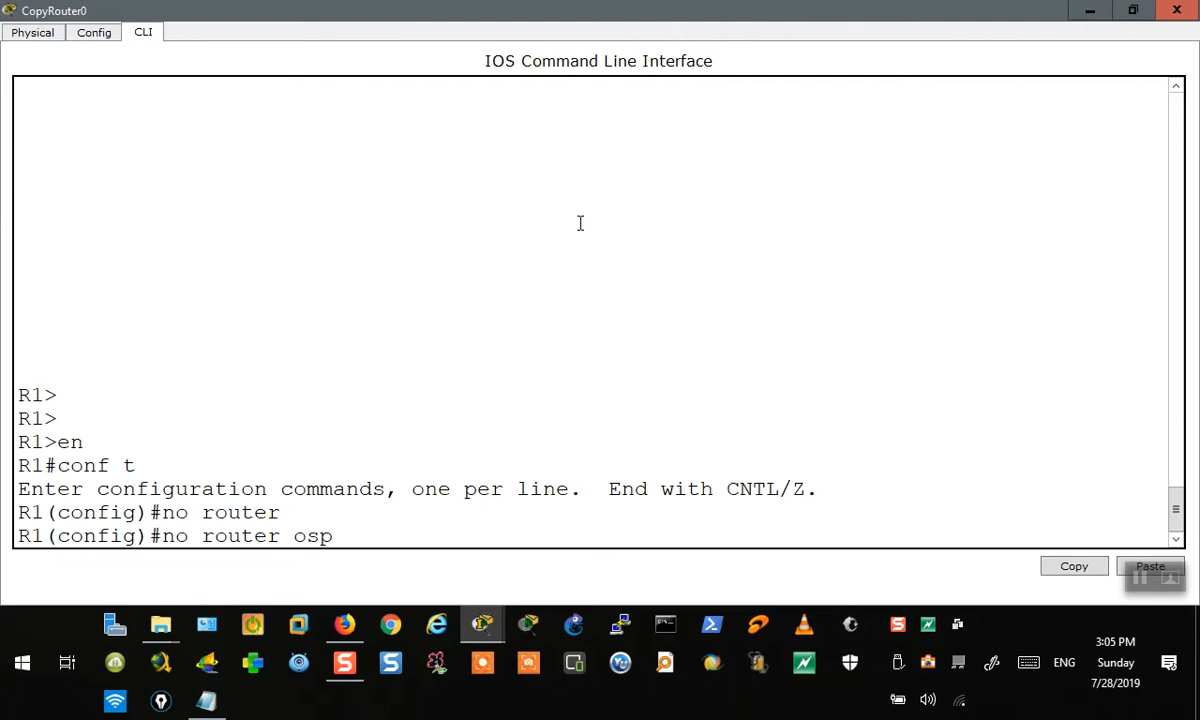 CopyRouter0
Physical Config CLI
IOS Command Line Interface
R1>
R1>
R1>en
R1#conf t
Enter configuration commands, one per line.  End with CNTL/Z.
R1(config)#no router
R1(config)#no router osp
Copy Paste
3:05 PM
ENG Sunday
7/28/2019